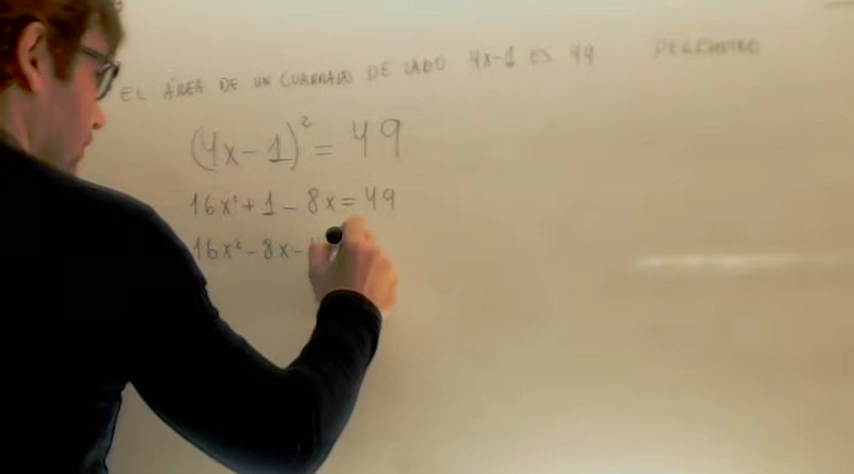 EL ÁREA DE UN CUADRADO DE LADO 4x-1 ES 49 PERÍMETRO
(4x-1)² = 49
16x² + 1 - 8x = 49
16x² - 8x -